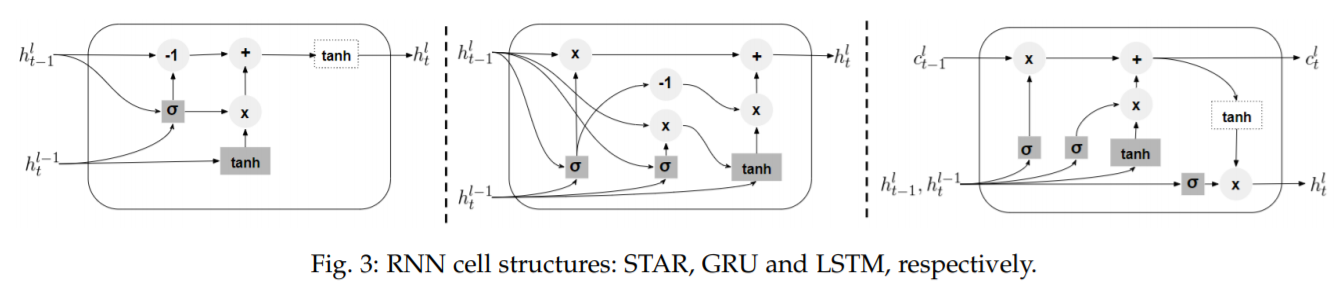 h_{t-1}^l -1 + tanh h_t^l
σ x
h_t^{l-1} tanh
h_{t-1}^l x + h_t^l
-1 x
x
σ σ tanh
h_t^{l-1}
c_{t-1}^l x + c_t^l
x tanh
σ σ tanh
h_{t-1}^l, h_t^{l-1} σ x h_t^l
Fig. 3: RNN cell structures: STAR, GRU and LSTM, respectively.